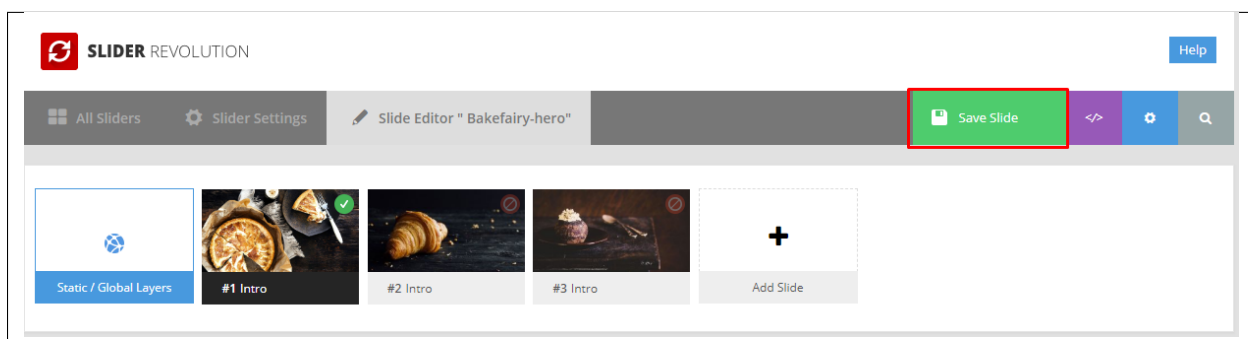 SLIDER REVOLUTION
Help
All Sliders
Slider Settings
Slide Editor " Bakefairy-hero"
Save Slide
</>
Static / Global Layers
#1 Intro
#2 Intro
#3 Intro
Add Slide